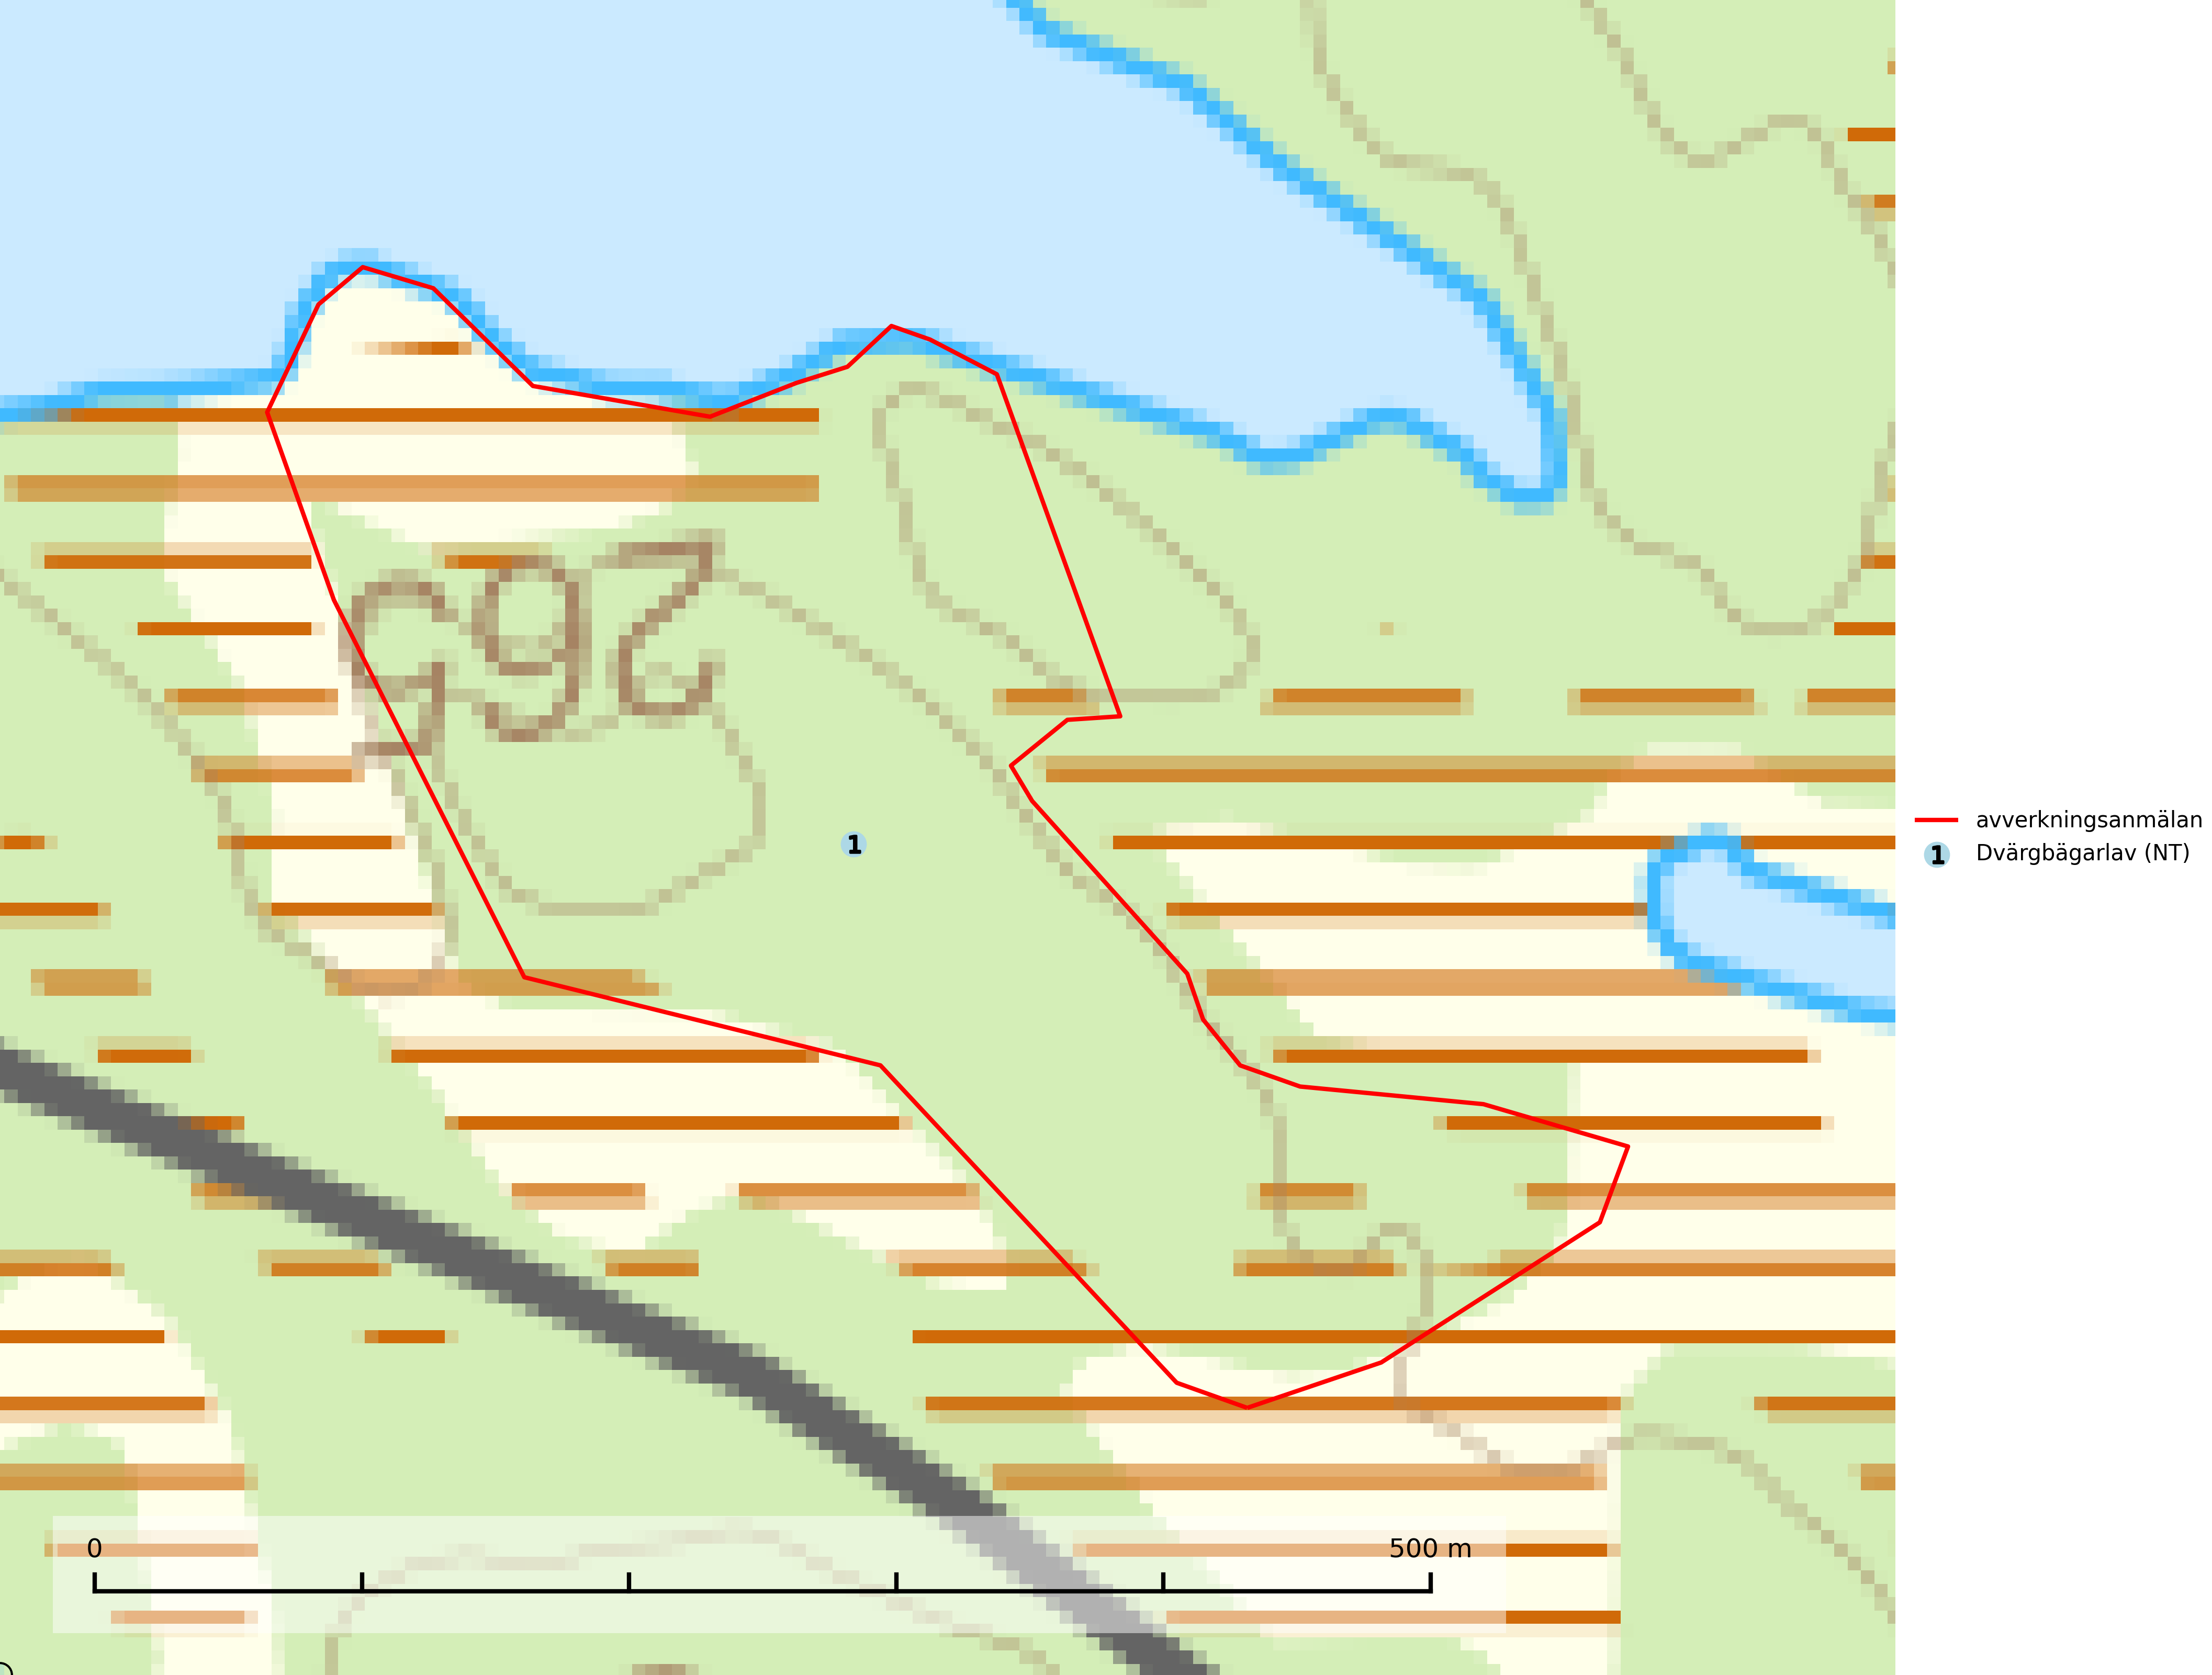 265
0
500 m
avverkningsanmälan
1
1 Dvärgbägarlav (NT)